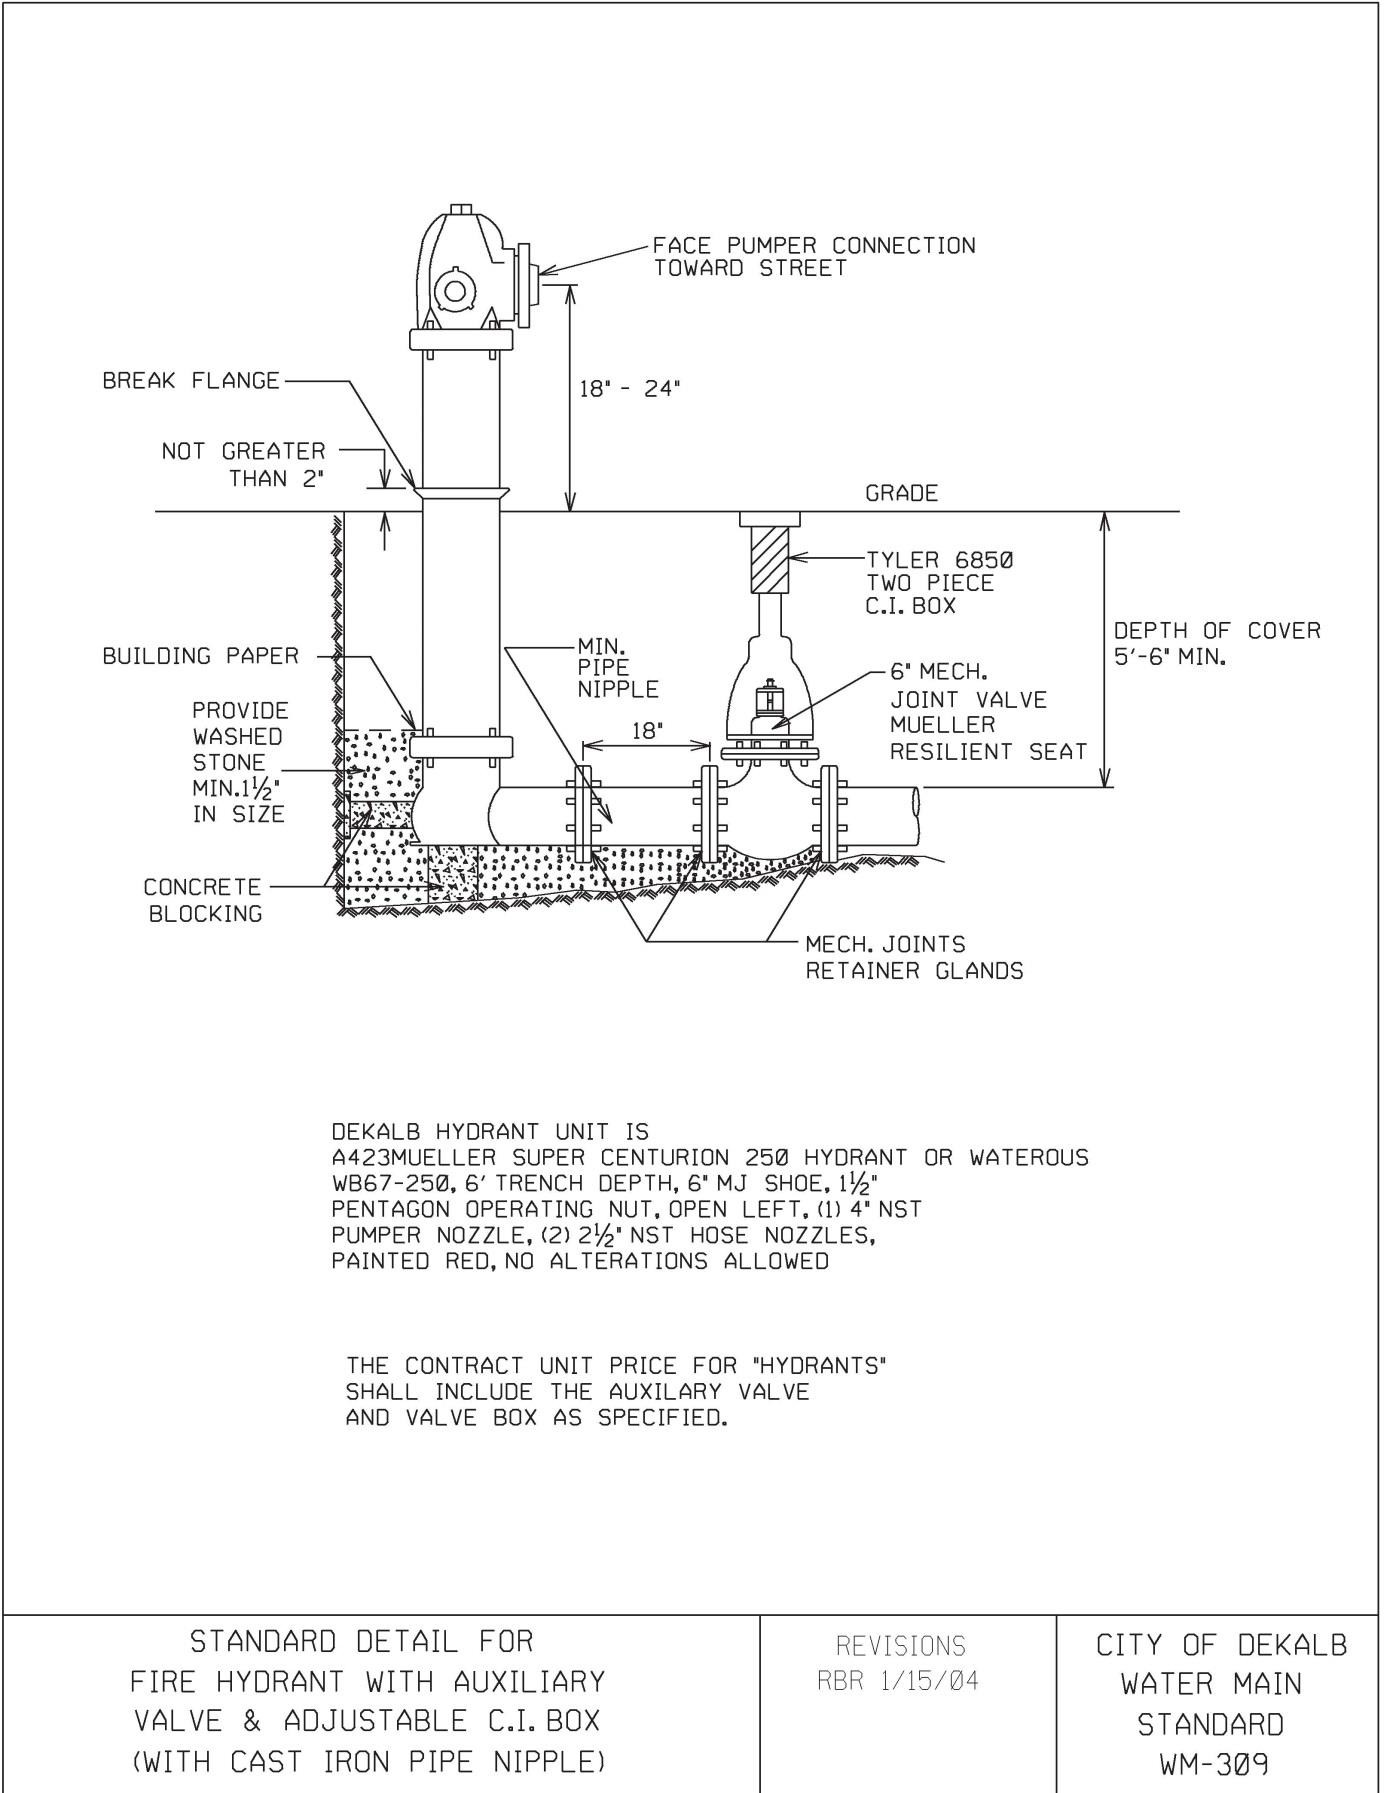 FACE PUMPER CONNECTION
TOWARD STREET
BREAK FLANGE
18" - 24"
NOT GREATER
THAN 2"
GRADE
TYLER 6850
TWO PIECE
C.I. BOX
DEPTH OF COVER
5'-6" MIN.
BUILDING PAPER
MIN.
PIPE
NIPPLE
6" MECH.
JOINT VALVE
MUELLER
RESILIENT SEAT
PROVIDE
WASHED
STONE
MIN.1½"
IN SIZE
18"
CONCRETE
BLOCKING
MECH. JOINTS
RETAINER GLANDS
DEKALB HYDRANT UNIT IS
A423MUELLER SUPER CENTURION 250 HYDRANT OR WATEROUS
WB67-250, 6' TRENCH DEPTH, 6" MJ SHOE, 1½"
PENTAGON OPERATING NUT, OPEN LEFT, (1) 4" NST
PUMPER NOZZLE, (2) 2½" NST HOSE NOZZLES,
PAINTED RED, NO ALTERATIONS ALLOWED
THE CONTRACT UNIT PRICE FOR "HYDRANTS"
SHALL INCLUDE THE AUXILARY VALVE
AND VALVE BOX AS SPECIFIED.
STANDARD DETAIL FOR
FIRE HYDRANT WITH AUXILIARY
VALVE & ADJUSTABLE C.I. BOX
(WITH CAST IRON PIPE NIPPLE)
REVISIONS
RBR 1/15/04
CITY OF DEKALB
WATER MAIN
STANDARD
WM-309